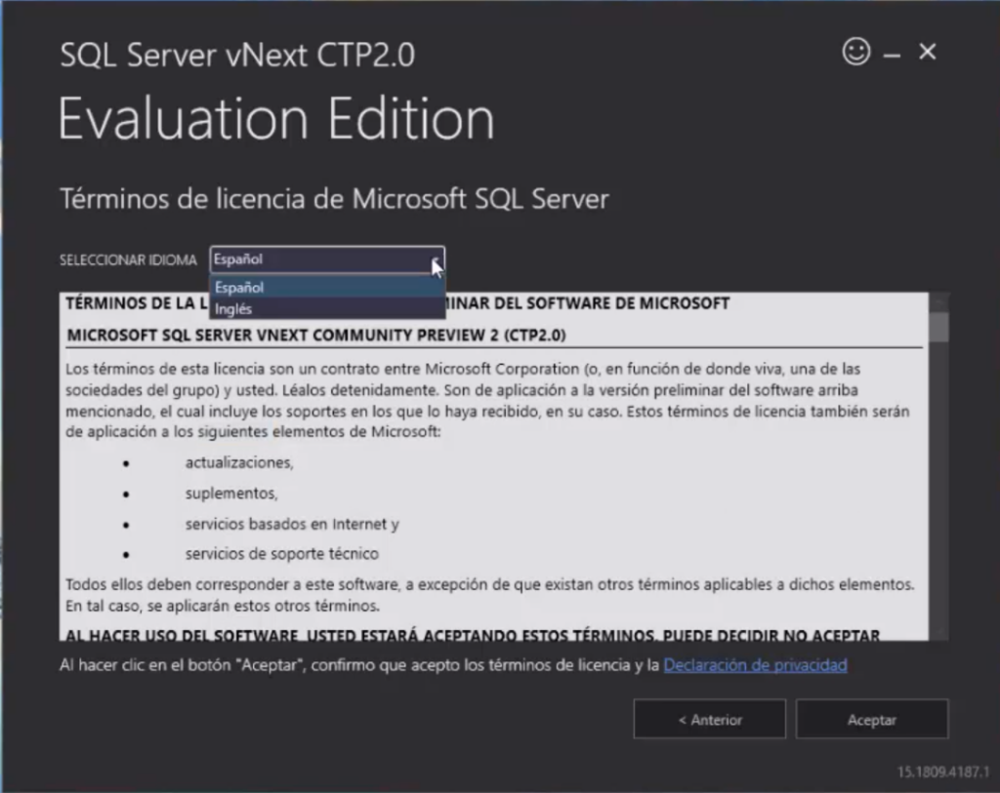 SQL Server vNext CTP2.0
Evaluation Edition
Términos de licencia de Microsoft SQL Server
SELECCIONAR IDIOMA Español
Español
Inglés
TÉRMINOS DE LA L
INAR DEL SOFTWARE DE MICROSOFT
MICROSOFT SQL SERVER VNEXT COMMUNITY PREVIEW 2 (CTP2.0)
Los términos de esta licencia son un contrato entre Microsoft Corporation (o, en función de donde viva, una de las
sociedades del grupo) y usted. Léalos detenidamente. Son de aplicación a la versión preliminar del software arriba
mencionado, el cual incluye los soportes en los que lo haya recibido, en su caso. Estos términos de licencia también serán
de aplicación a los siguientes elementos de Microsoft:
• actualizaciones,
• suplementos,
• servicios basados en Internet y
• servicios de soporte técnico
Todos ellos deben corresponder a este software, a excepción de que existan otros términos aplicables a dichos elementos.
En tal caso, se aplicarán estos otros términos.
AL HACER USO DEL SOFTWARE, USTED ESTARÁ ACEPTANDO ESTOS TÉRMINOS. PUEDE DECIDIR NO ACEPTAR
Al hacer clic en el botón "Aceptar", confirmo que acepto los términos de licencia y la Declaración de privacidad
< Anterior
Aceptar
15.1809.4187.1